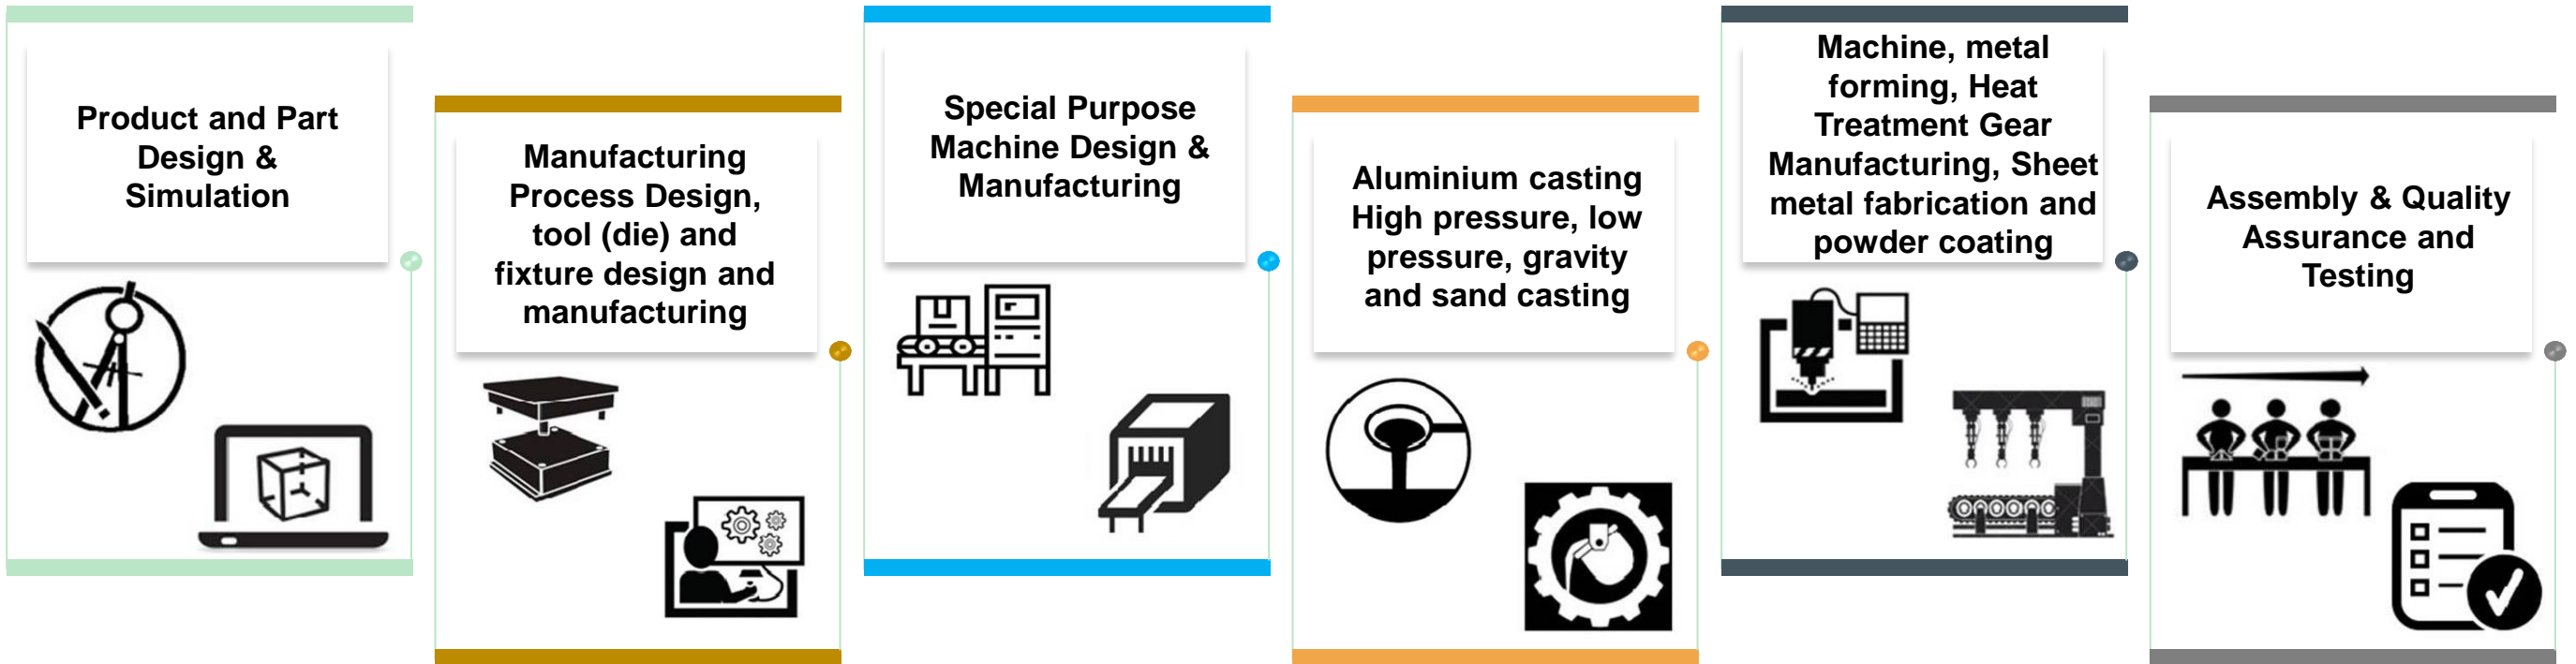 Product and Part
Design &
Simulation
Manufacturing
Process Design,
tool (die) and
fixture design and
manufacturing
Special Purpose
Machine Design &
Manufacturing
Aluminium casting
High pressure, low
pressure, gravity
and sand casting
Machine, metal
forming, Heat
Treatment Gear
Manufacturing, Sheet
metal fabrication and
powder coating
Assembly & Quality
Assurance and
Testing